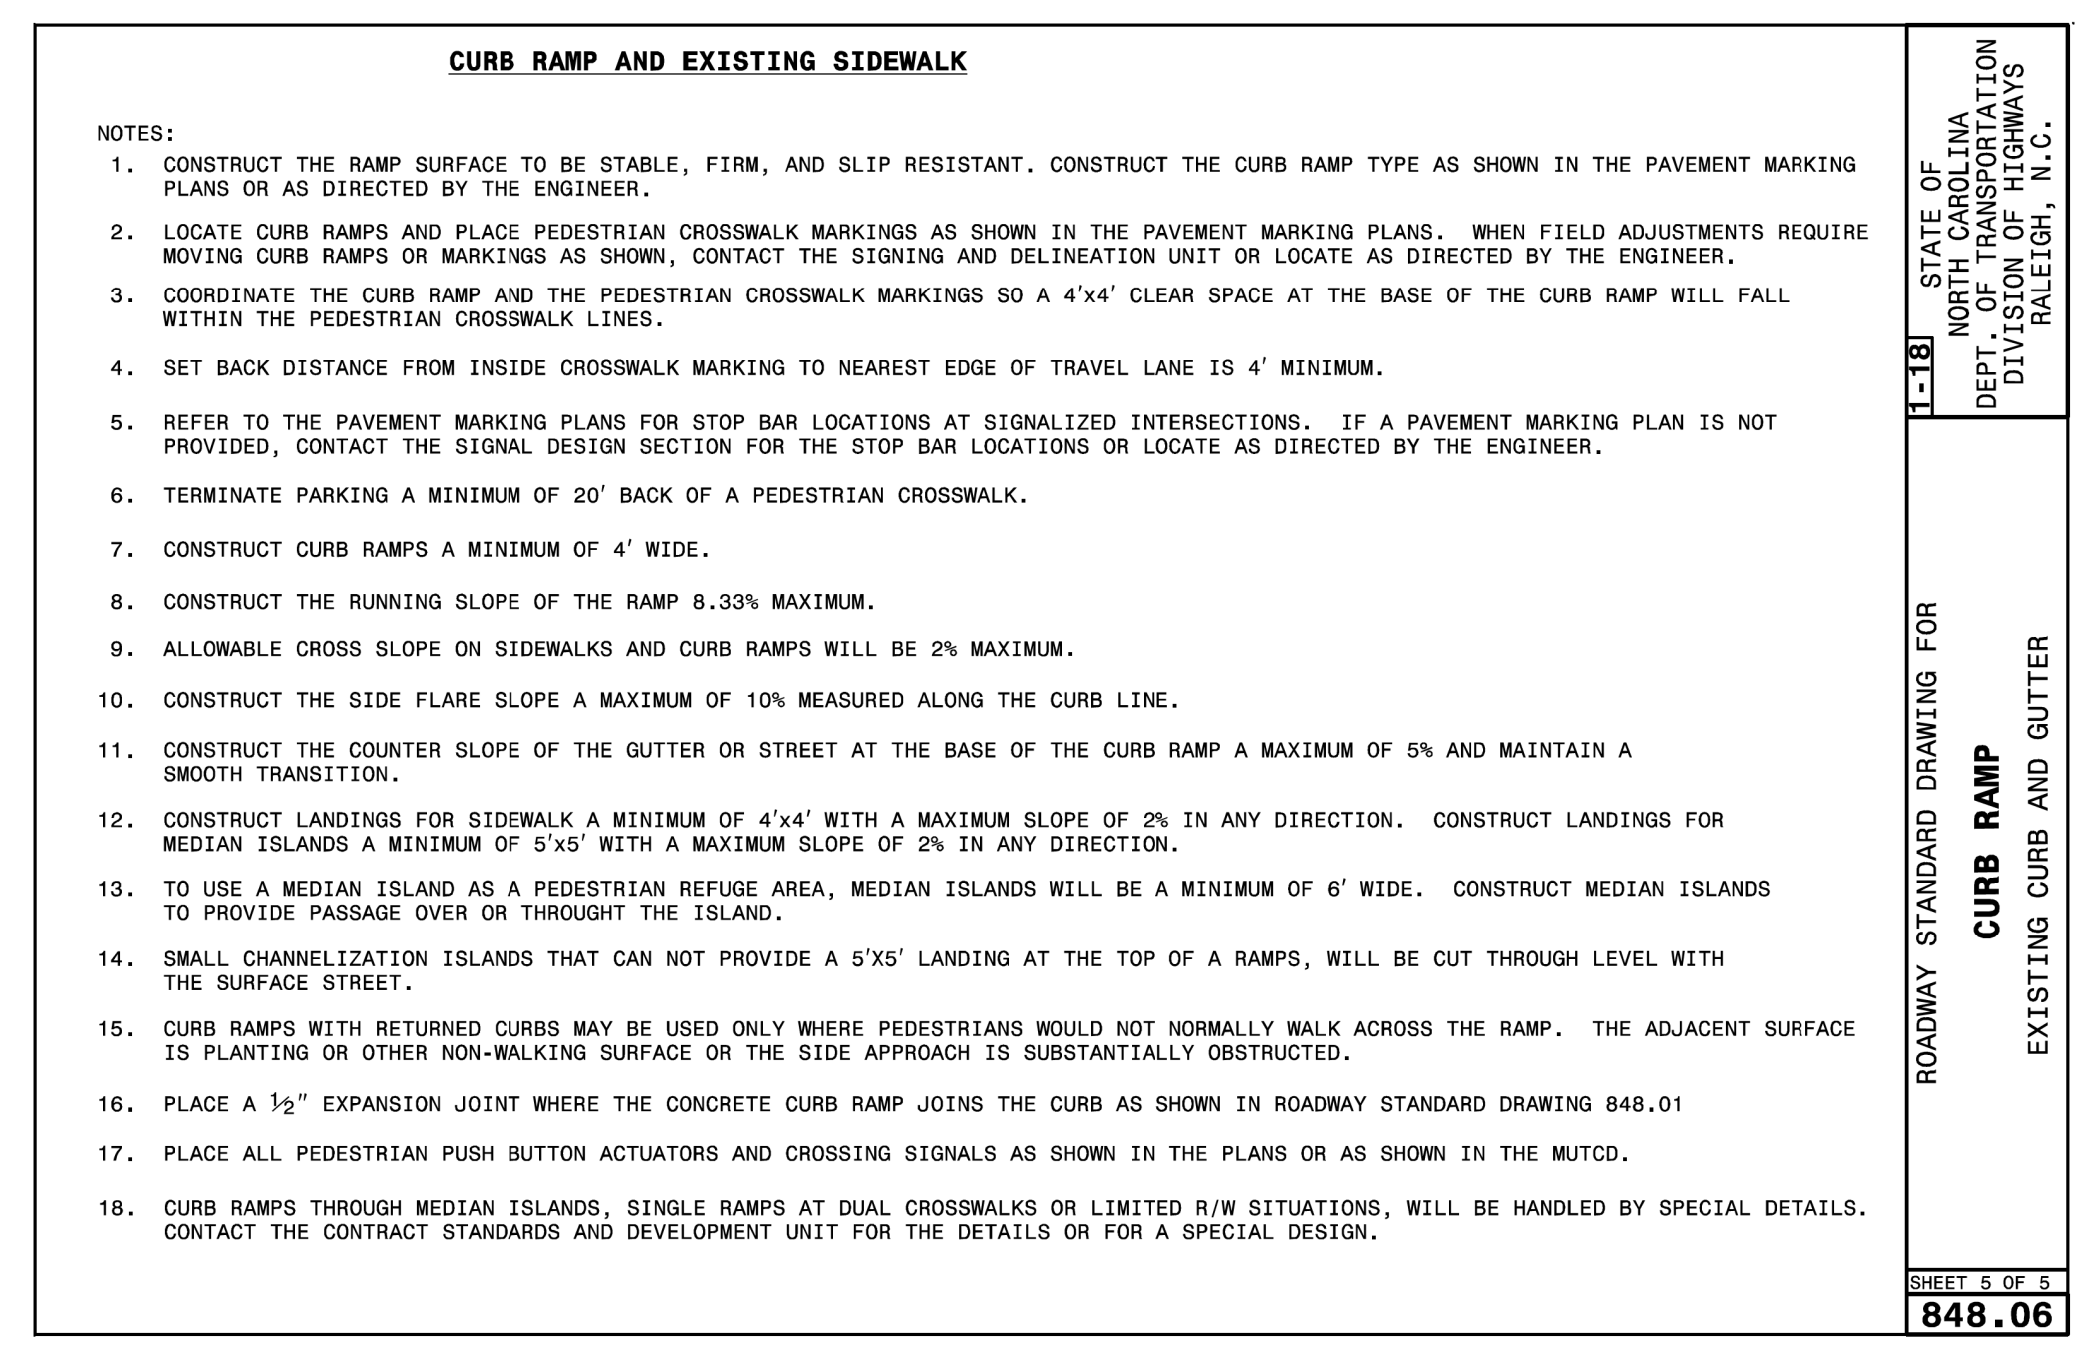 CURB RAMP AND EXISTING SIDEWALK
NOTES:
1. CONSTRUCT THE RAMP SURFACE TO BE STABLE, FIRM, AND SLIP RESISTANT. CONSTRUCT THE CURB RAMP TYPE AS SHOWN IN THE PAVEMENT MARKING
PLANS OR AS DIRECTED BY THE ENGINEER.
2. LOCATE CURB RAMPS AND PLACE PEDESTRIAN CROSSWALK MARKINGS AS SHOWN IN THE PAVEMENT MARKING PLANS. WHEN FIELD ADJUSTMENTS REQUIRE
MOVING CURB RAMPS OR MARKINGS AS SHOWN, CONTACT THE SIGNING AND DELINEATION UNIT OR LOCATE AS DIRECTED BY THE ENGINEER.
3. COORDINATE THE CURB RAMP AND THE PEDESTRIAN CROSSWALK MARKINGS SO A 4'x4' CLEAR SPACE AT THE BASE OF THE CURB RAMP WILL FALL
WITHIN THE PEDESTRIAN CROSSWALK LINES.
4. SET BACK DISTANCE FROM INSIDE CROSSWALK MARKING TO NEAREST EDGE OF TRAVEL LANE IS 4' MINIMUM.
5. REFER TO THE PAVEMENT MARKING PLANS FOR STOP BAR LOCATIONS AT SIGNALIZED INTERSECTIONS. IF A PAVEMENT MARKING PLAN IS NOT
PROVIDED, CONTACT THE SIGNAL DESIGN SECTION FOR THE STOP BAR LOCATIONS OR LOCATE AS DIRECTED BY THE ENGINEER.
6. TERMINATE PARKING A MINIMUM OF 20' BACK OF A PEDESTRIAN CROSSWALK.
7. CONSTRUCT CURB RAMPS A MINIMUM OF 4' WIDE.
8. CONSTRUCT THE RUNNING SLOPE OF THE RAMP 8.33% MAXIMUM.
9. ALLOWABLE CROSS SLOPE ON SIDEWALKS AND CURB RAMPS WILL BE 2% MAXIMUM.
10. CONSTRUCT THE SIDE FLARE SLOPE A MAXIMUM OF 10% MEASURED ALONG THE CURB LINE.
11. CONSTRUCT THE COUNTER SLOPE OF THE GUTTER OR STREET AT THE BASE OF THE CURB RAMP A MAXIMUM OF 5% AND MAINTAIN A
SMOOTH TRANSITION.
12. CONSTRUCT LANDINGS FOR SIDEWALK A MINIMUM OF 4'x4' WITH A MAXIMUM SLOPE OF 2% IN ANY DIRECTION. CONSTRUCT LANDINGS FOR
MEDIAN ISLANDS A MINIMUM OF 5'x5' WITH A MAXIMUM SLOPE OF 2% IN ANY DIRECTION.
13. TO USE A MEDIAN ISLAND AS A PEDESTRIAN REFUGE AREA, MEDIAN ISLANDS WILL BE A MINIMUM OF 6' WIDE. CONSTRUCT MEDIAN ISLANDS
TO PROVIDE PASSAGE OVER OR THROUGHT THE ISLAND.
14. SMALL CHANNELIZATION ISLANDS THAT CAN NOT PROVIDE A 5'X5' LANDING AT THE TOP OF A RAMPS, WILL BE CUT THROUGH LEVEL WITH
THE SURFACE STREET.
15. CURB RAMPS WITH RETURNED CURBS MAY BE USED ONLY WHERE PEDESTRIANS WOULD NOT NORMALLY WALK ACROSS THE RAMP. THE ADJACENT SURFACE
IS PLANTING OR OTHER NON-WALKING SURFACE OR THE SIDE APPROACH IS SUBSTANTIALLY OBSTRUCTED.
16. PLACE A ½" EXPANSION JOINT WHERE THE CONCRETE CURB RAMP JOINS THE CURB AS SHOWN IN ROADWAY STANDARD DRAWING 848.01
17. PLACE ALL PEDESTRIAN PUSH BUTTON ACTUATORS AND CROSSING SIGNALS AS SHOWN IN THE PLANS OR AS SHOWN IN THE MUTCD.
18. CURB RAMPS THROUGH MEDIAN ISLANDS, SINGLE RAMPS AT DUAL CROSSWALKS OR LIMITED R/W SITUATIONS, WILL BE HANDLED BY SPECIAL DETAILS.
CONTACT THE CONTRACT STANDARDS AND DEVELOPMENT UNIT FOR THE DETAILS OR FOR A SPECIAL DESIGN.
1-18
STATE OF
NORTH CAROLINA
DEPT. OF TRANSPORTATION
DIVISION OF HIGHWAYS
RALEIGH, N.C.
ROADWAY STANDARD DRAWING FOR
CURB RAMP
EXISTING CURB AND GUTTER
SHEET 5 OF 5
848.06